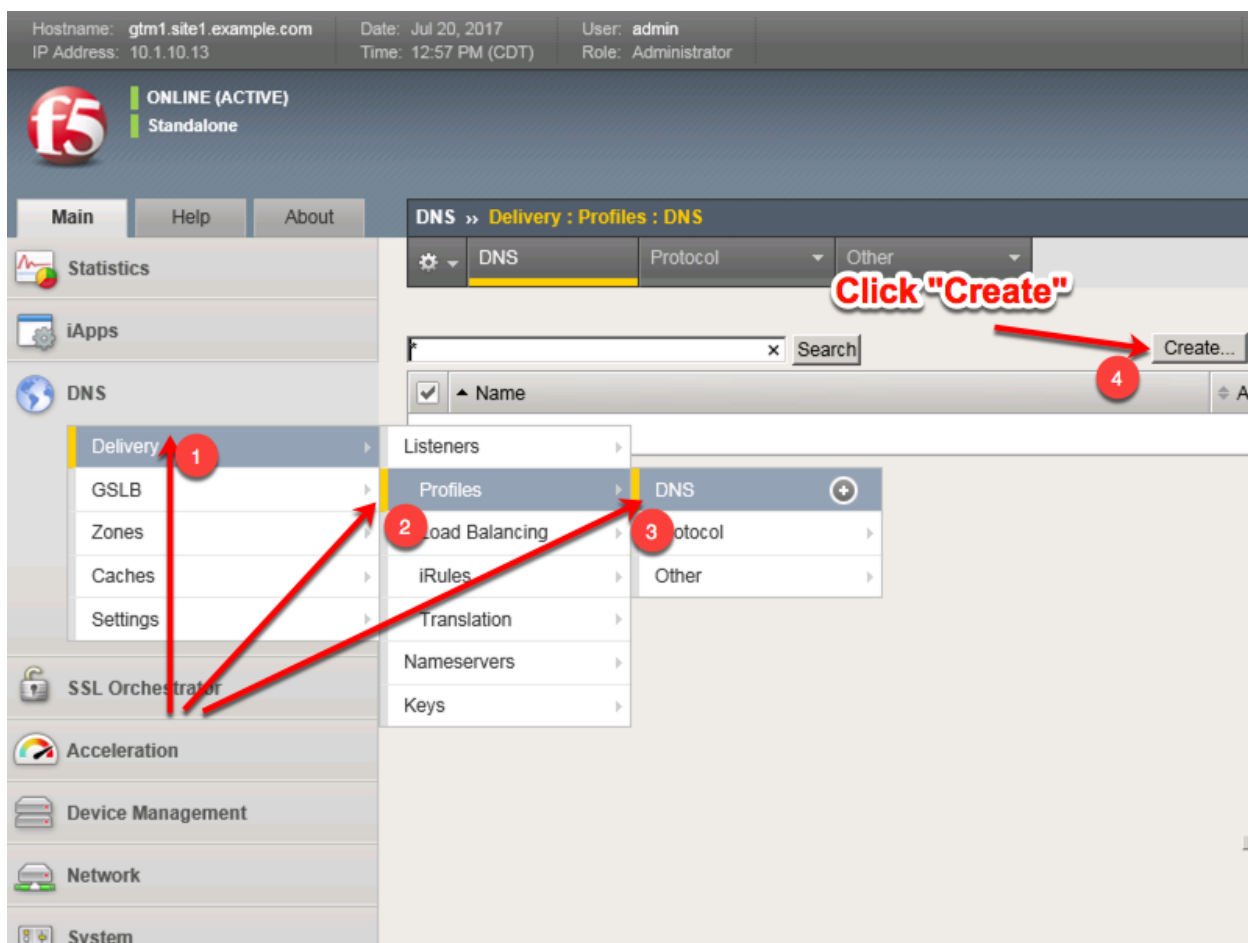 Hostname: gtm1.site1.example.com Date: Jul 20, 2017 User: admin
IP Address: 10.1.10.13 Time: 12:57 PM (CDT) Role: Administrator
f5
ONLINE (ACTIVE)
Standalone
Main Help About
DNS » Delivery : Profiles : DNS
DNS Protocol Other
Click "Create"
Statistics
iApps
* × Search Create...
4
DNS
Name A
Delivery 1
Listeners
GSLB
Profiles
DNS
Zones
2 Load Balancing
3 otocol
Caches
iRules
Other
Settings
Translation
Nameservers
Keys
SSL Orchestrator
Acceleration
Device Management
Network
System